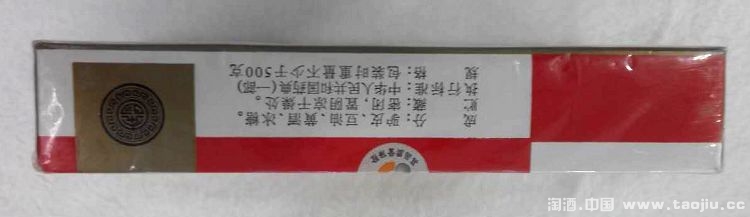 成　分：驴皮、豆油、黄酒、冰糖。
贮　藏：密闭，置阴凉干燥处。
执行标准：中华人民共和国药典(一部)
规　格：包装时重量不少于500克
淘酒.中国 www.taojiu.cc